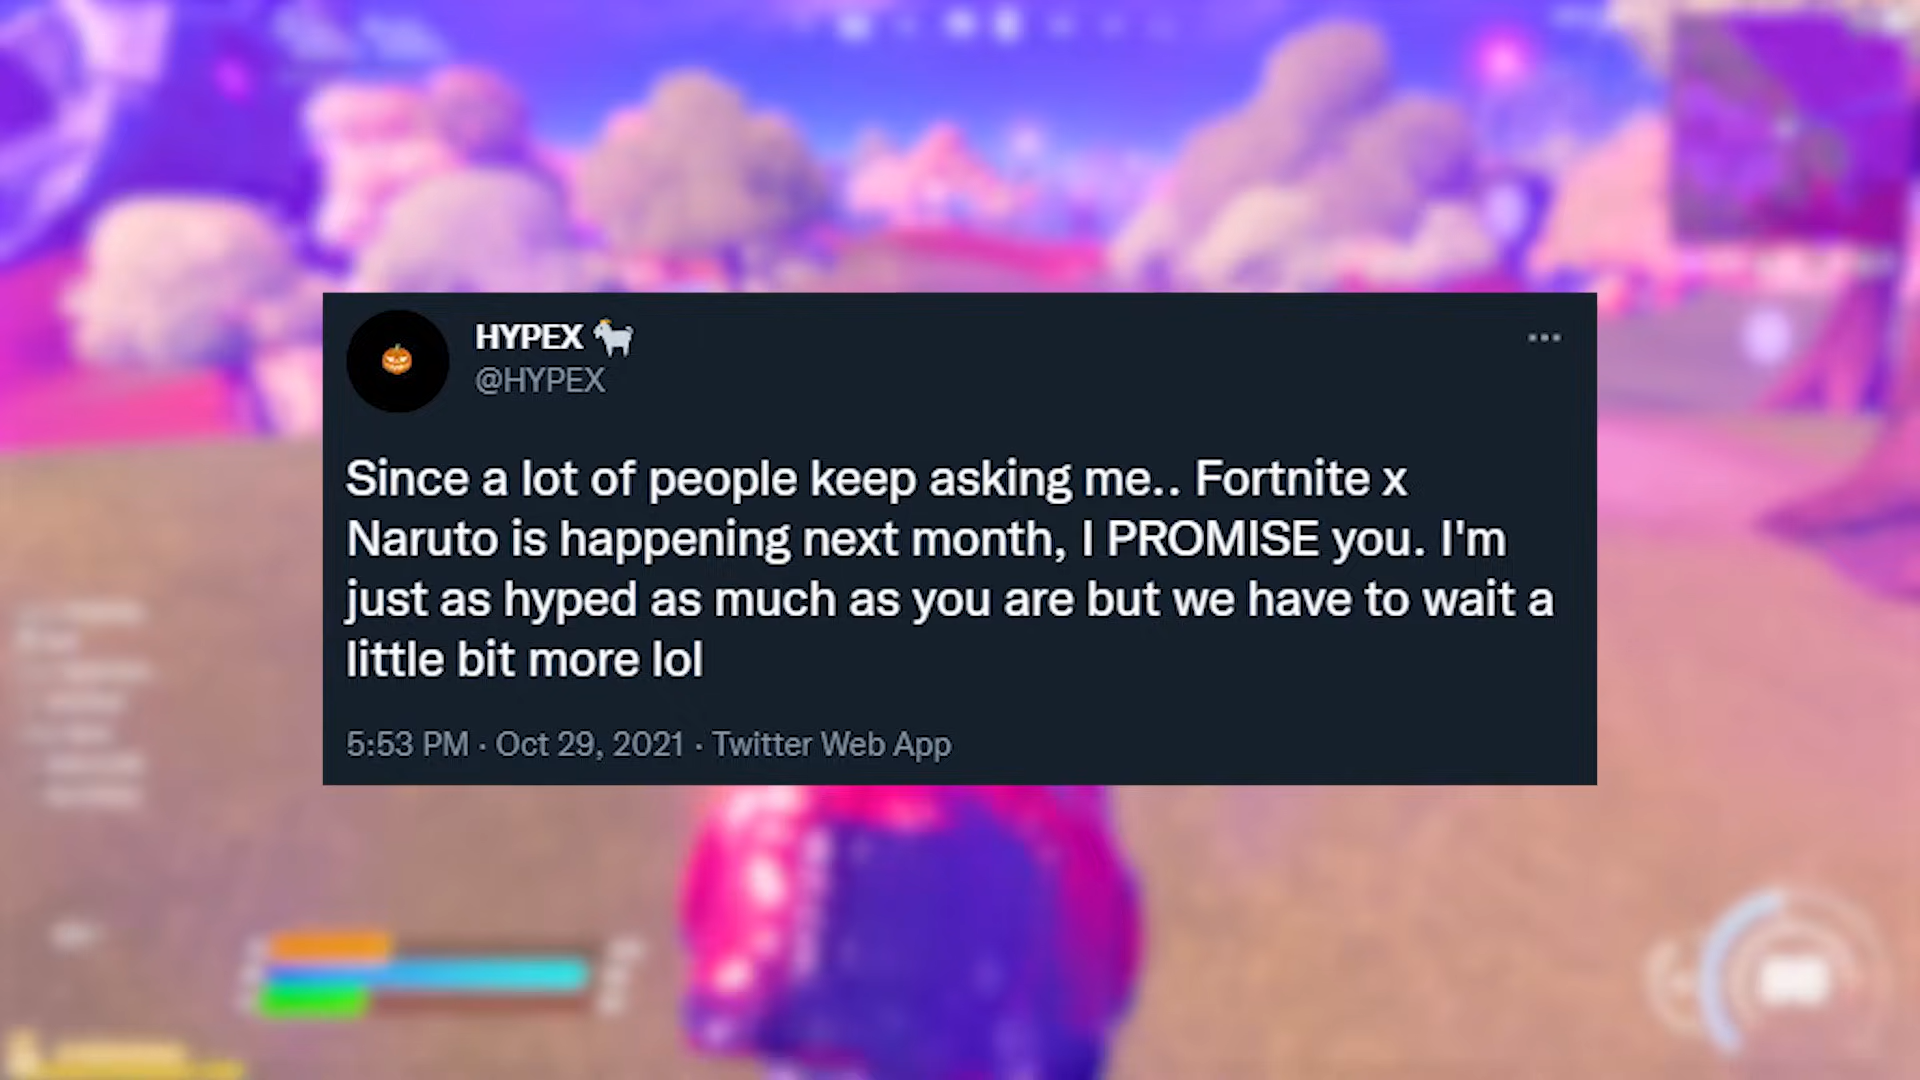 HYPEX 🐐
@HYPEX
Since a lot of people keep asking me.. Fortnite x
Naruto is happening next month, I PROMISE you. I'm
just as hyped as much as you are but we have to wait a
little bit more lol
5:53 PM · Oct 29, 2021 · Twitter Web App